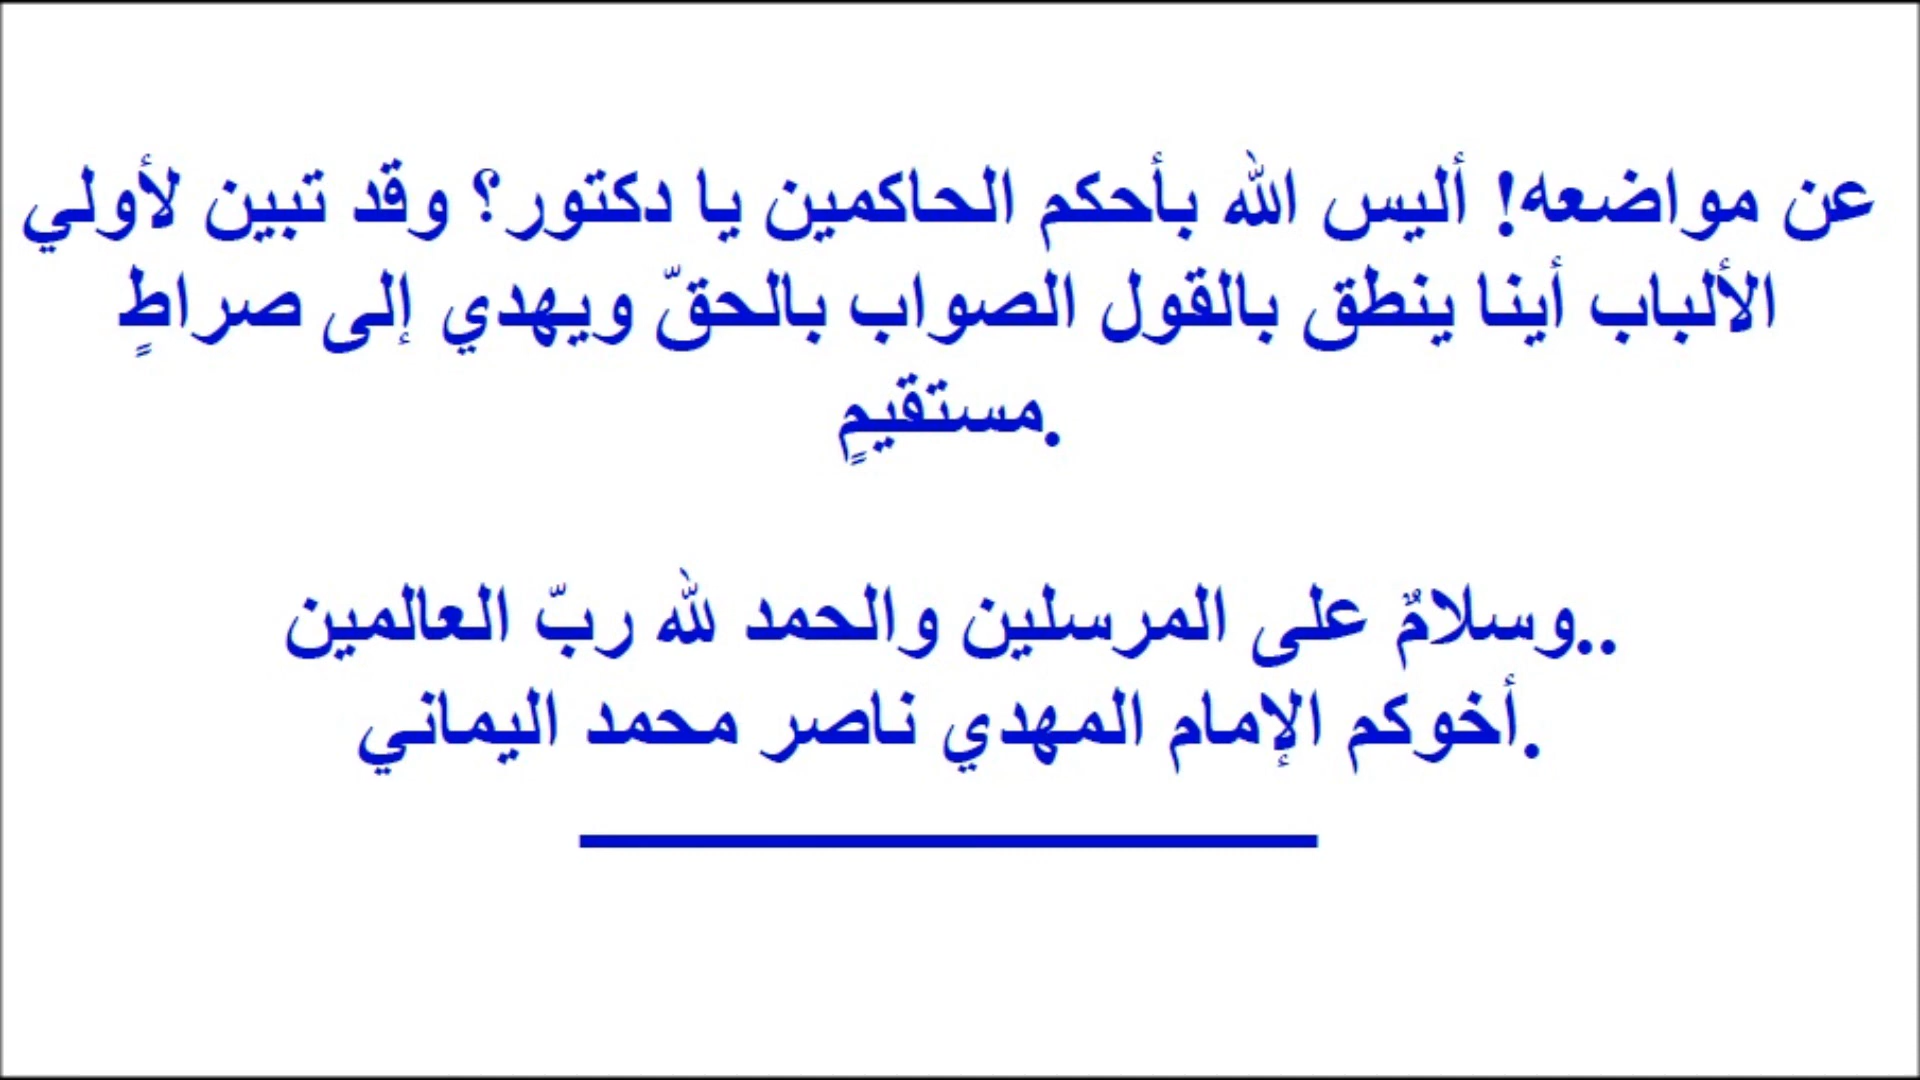 عن مواضعه! أليس الله بأحكم الحاكمين يا دكتور؟ وقد تبين لأولي
الألباب أينا ينطق بالقول الصواب بالحقّ ويهدي إلى صراطٍ
مستقيمٍ.
وسلامٌ على المرسلين والحمد لله ربّ العالمين..
أخوكم الإمام المهدي ناصر محمد اليماني.